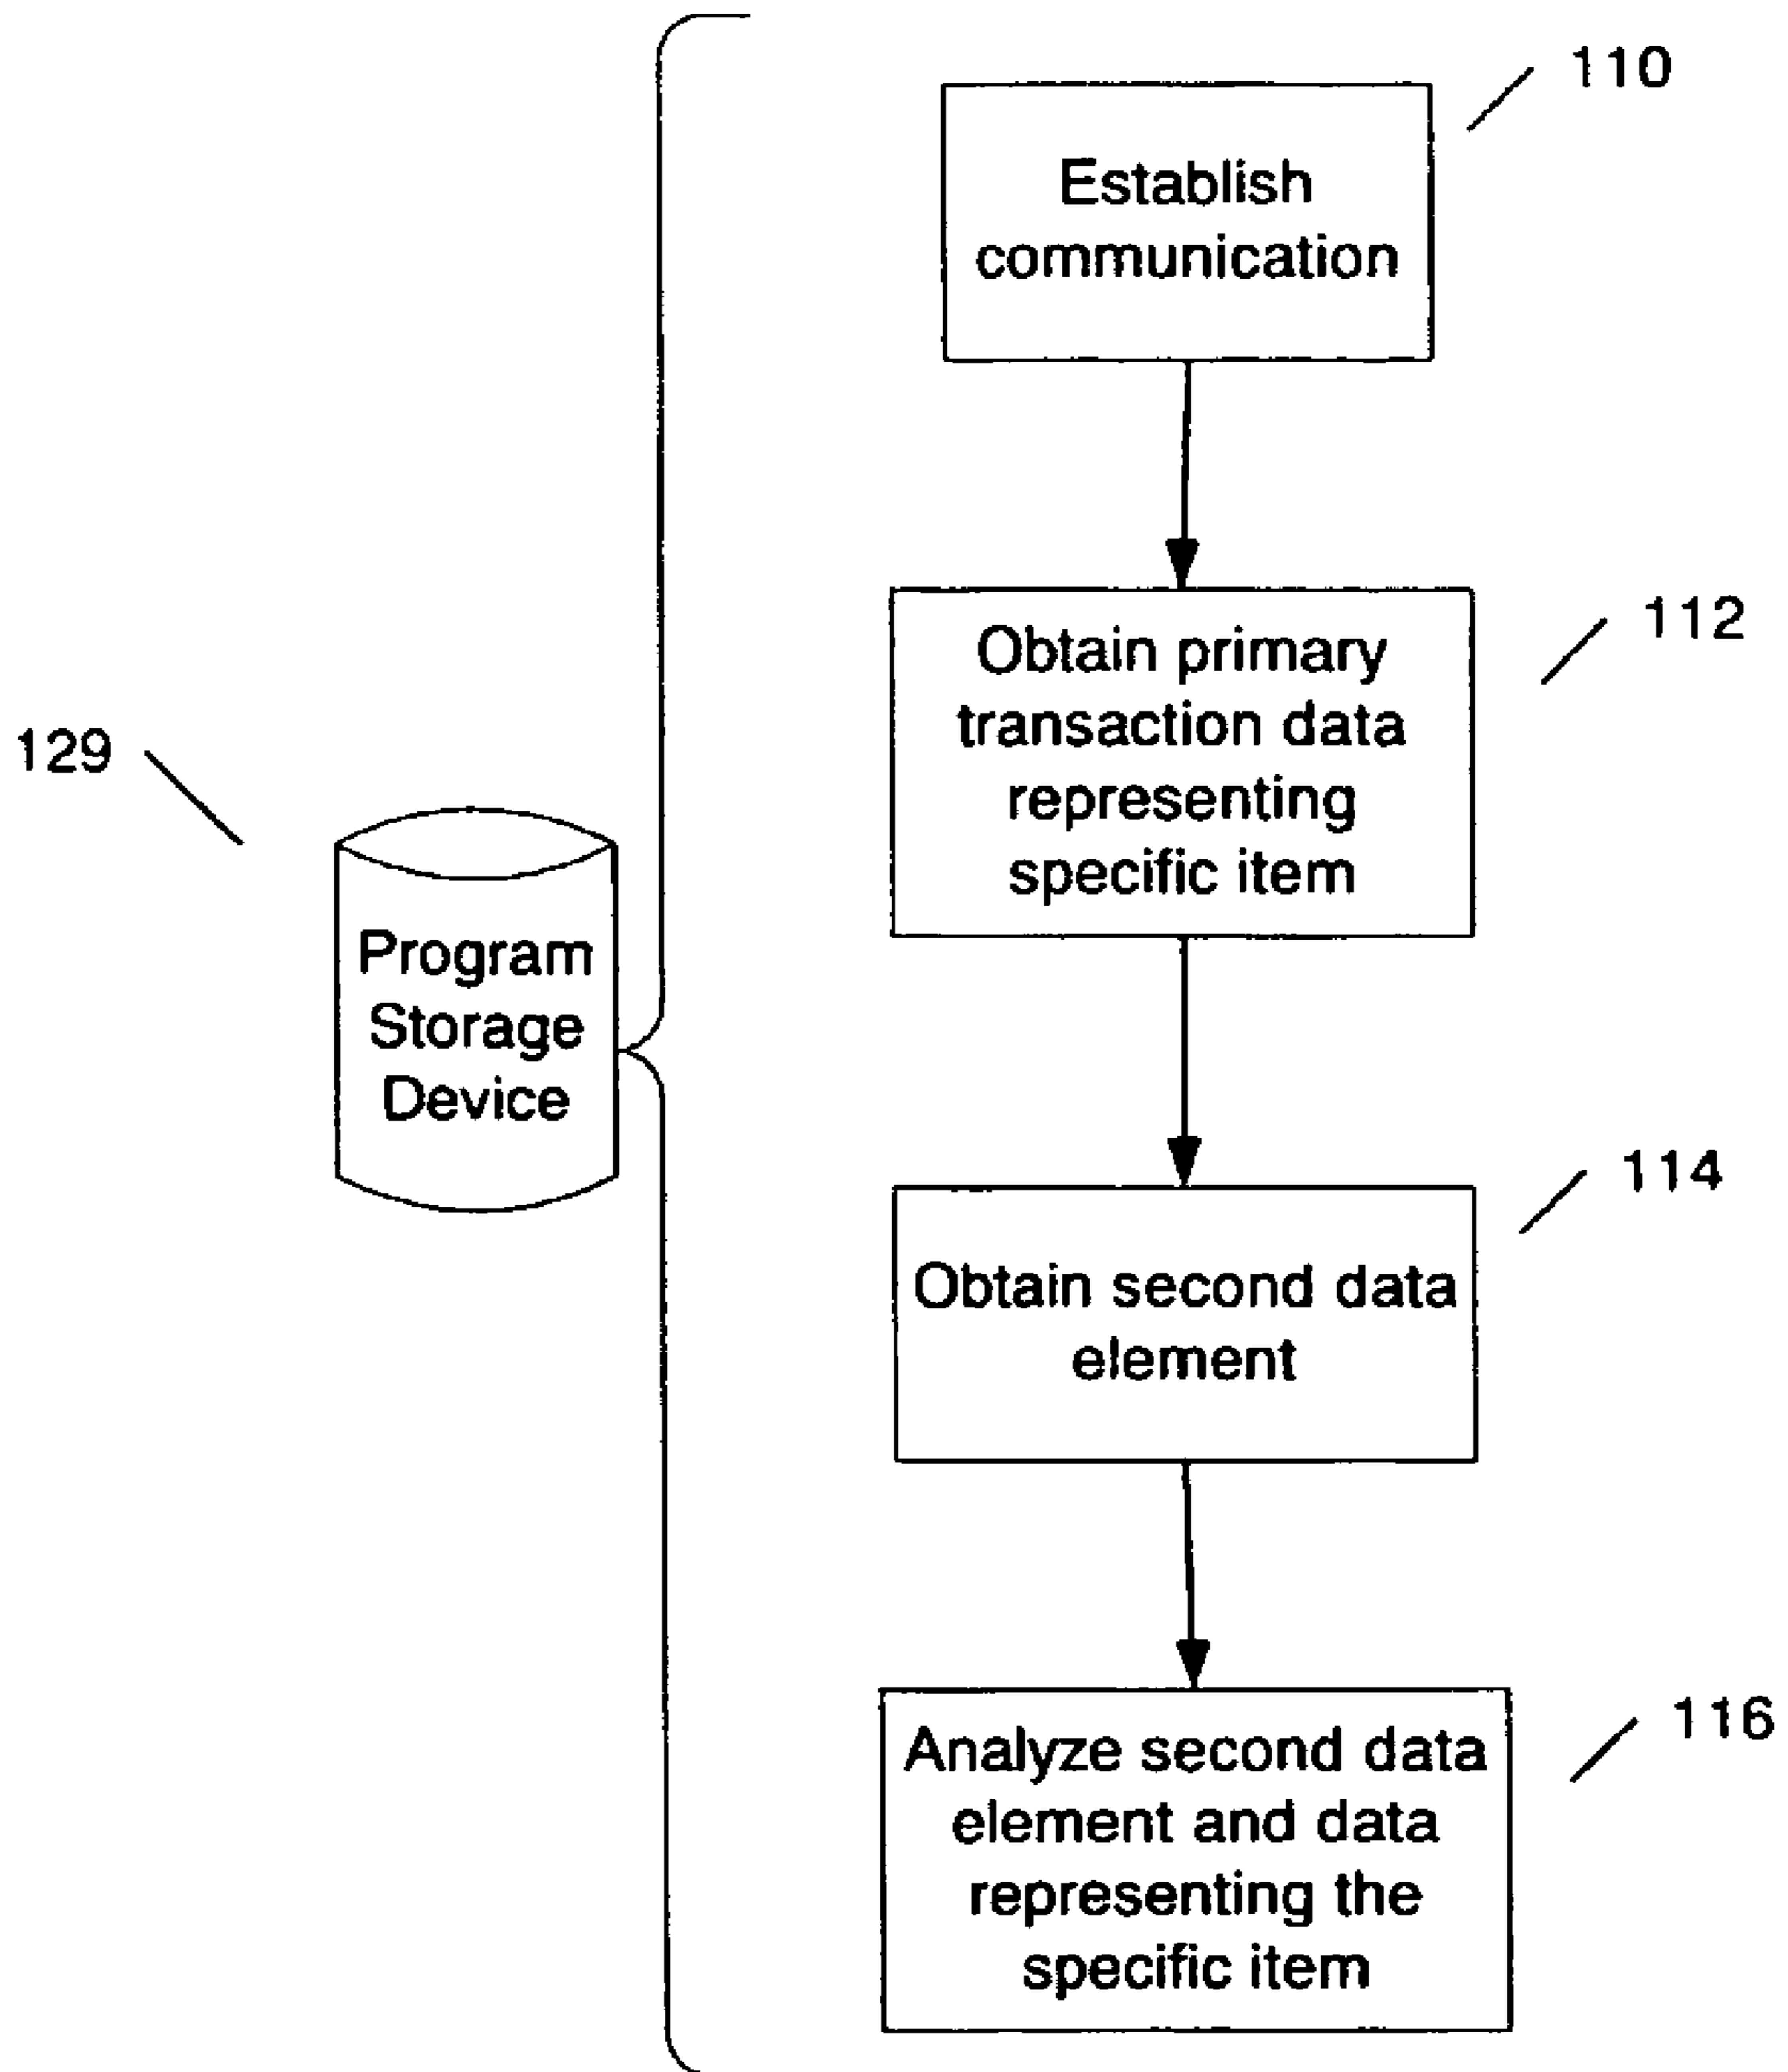 110
Establish
communication
112
Obtain primary
transaction data
representing
specific item
129
Program
Storage
Device
114
Obtain second data
element
116
Analyze second data
element and data
representing the
specific item